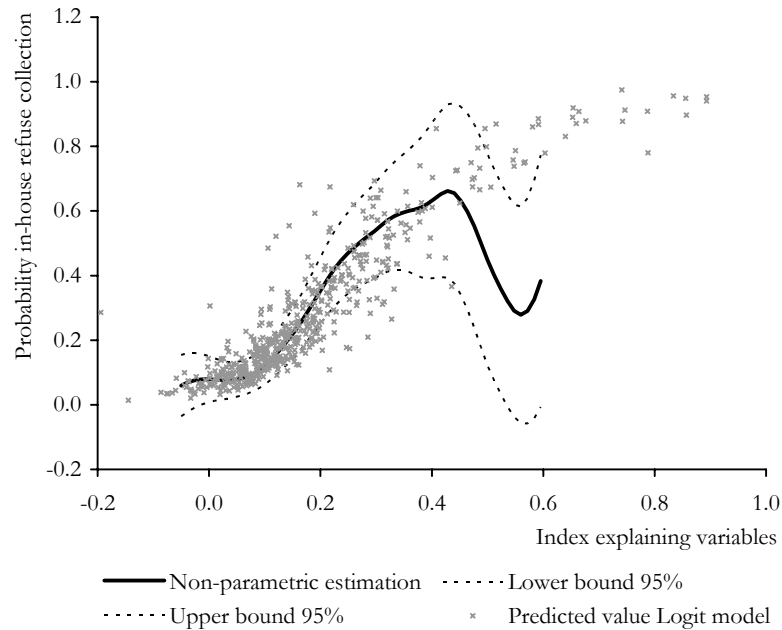 1.2
1.0
0.8
0.6
0.4
0.2
0.0
-0.2
Probability in-house refuse collection
-0.2 0.0 0.2 0.4 0.6 0.8 1.0
Index explaining variables
Non-parametric estimation Lower bound 95%
Upper bound 95% Predicted value Logit model